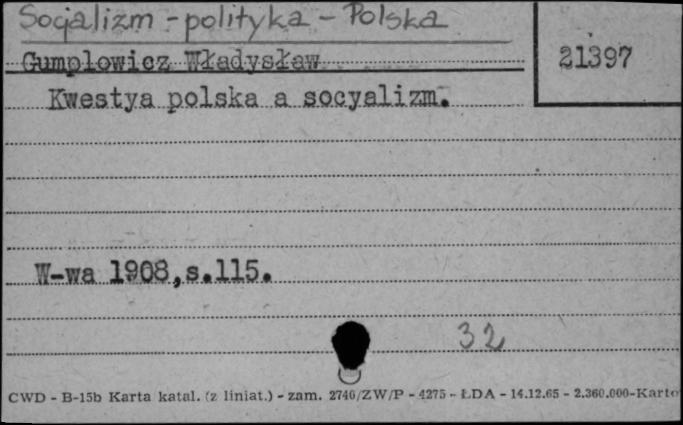 Socjalizm - polityka - Polska
Gumplowicz Władysław
21397
Kwestya polska a socyalizm.
W-wa 1908,s.115.
32
CWD - B-15b Karta katal. (z liniat.) - zam. 2740/ZW/P - 4275 - ŁDA - 14.12.65 - 2.360.000-Karto